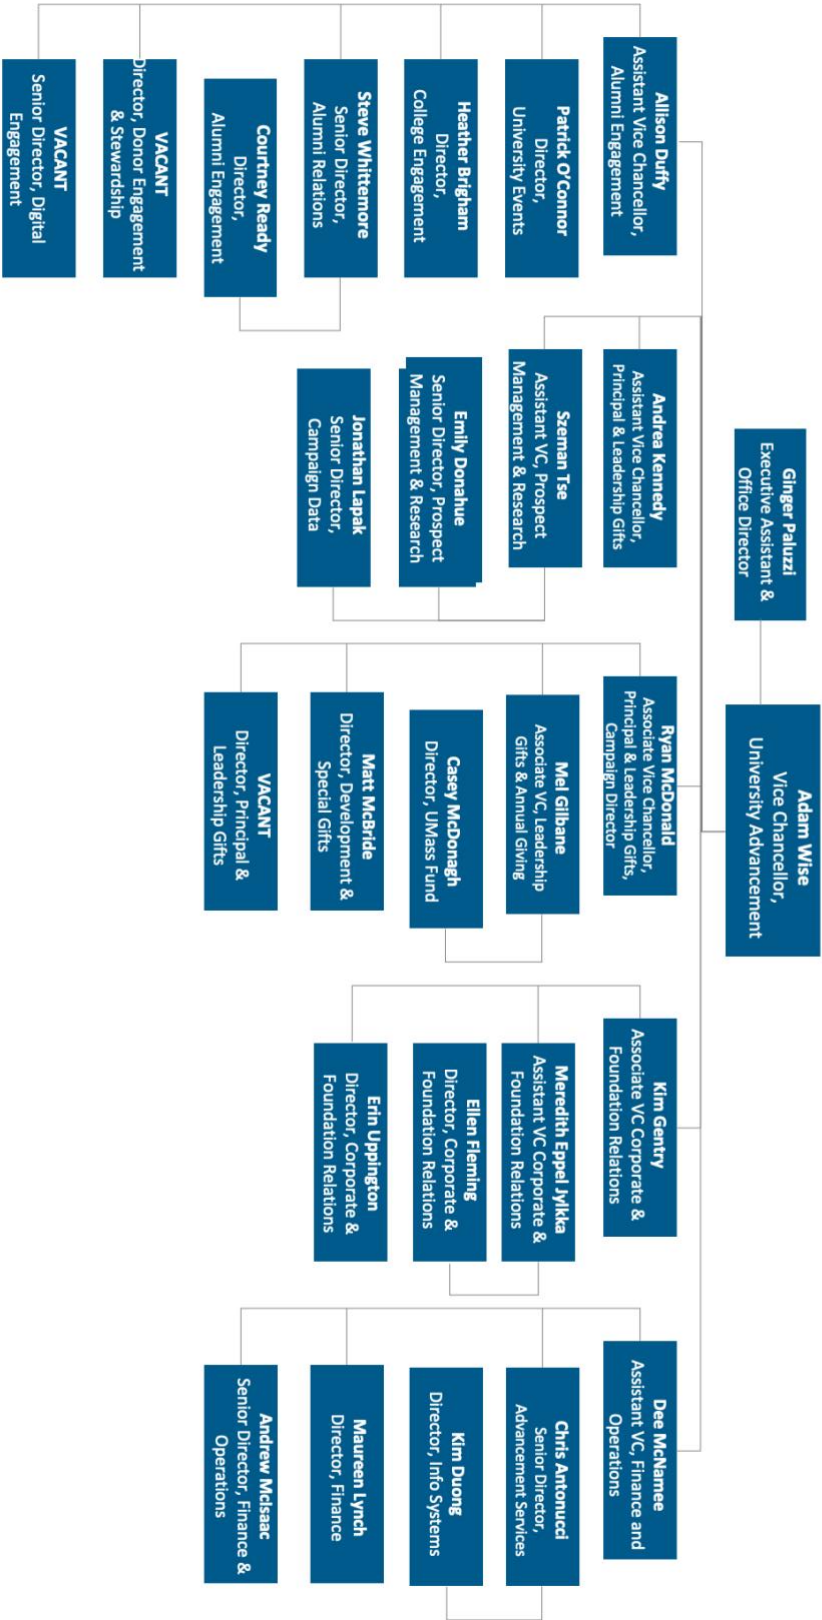 Adam Wise
Vice Chancellor,
University Advancement
Ginger Paluzzi
Executive Assistant &
Office Director
Allison Duffy
Assistant Vice Chancellor,
Alumni Engagement
Patrick O'Connor
Director,
University Events
Heather Brigham
Director,
College Engagement
Steve Whittemore
Senior Director,
Alumni Relations
Courtney Ready
Director,
Alumni Engagement
VACANT
Director, Donor Engagement
& Stewardship
VACANT
Senior Director, Digital
Engagement
Andrea Kennedy
Assistant Vice Chancellor,
Principal & Leadership Gifts
Szeman Tse
Assistant VC, Prospect
Management & Research
Emily Donahue
Senior Director, Prospect
Management & Research
Jonathan Lapak
Senior Director,
Campaign Data
Ryan McDonald
Associate Vice Chancellor,
Principal & Leadership Gifts,
Campaign Director
Mel Gilbane
Associate VC, Leadership
Gifts & Annual Giving
Casey McDonagh
Director, UMass Fund
Matt McBride
Director, Development &
Special Gifts
VACANT
Director, Principal &
Leadership Gifts
Kim Gentry
Associate VC Corporate &
Foundation Relations
Meredith Eppel Jylkka
Assistant VC Corporate &
Foundation Relations
Ellen Fleming
Director, Corporate &
Foundation Relations
Erin Uppington
Director, Corporate &
Foundation Relations
Dee McNamee
Assistant VC, Finance and
Operations
Chris Antonucci
Senior Director,
Advancement Services
Kim Duong
Director, Info Systems
Maureen Lynch
Director, Finance
Andrew McIsaac
Senior Director, Finance &
Operations